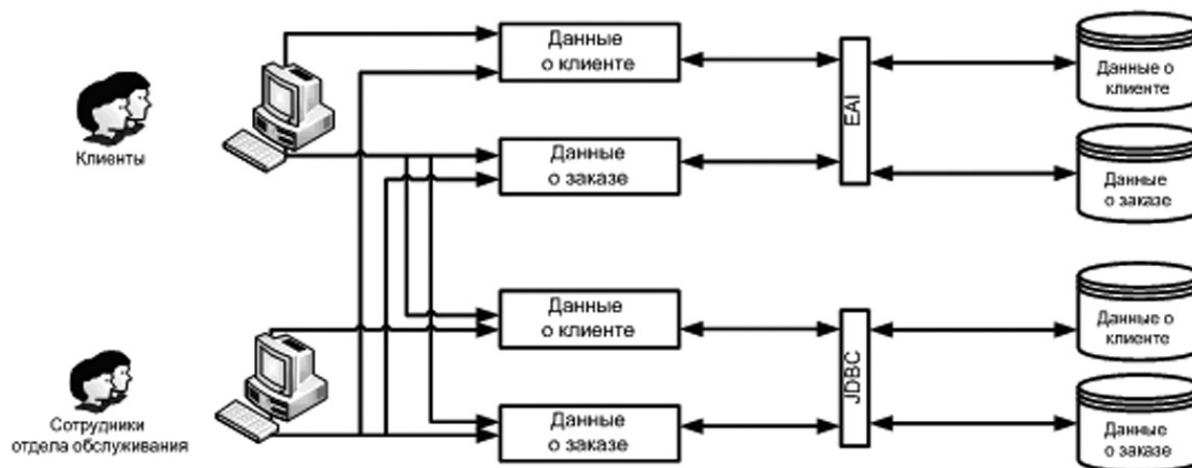 Клиенты
Данные
о клиенте
Данные
о заказе
EAI
Данные о
клиенте
Данные
о заказе
Сотрудники
отдела обслуживания
Данные
о клиенте
Данные
о заказе
JDBC
Данные о
клиенте
Данные
о заказе